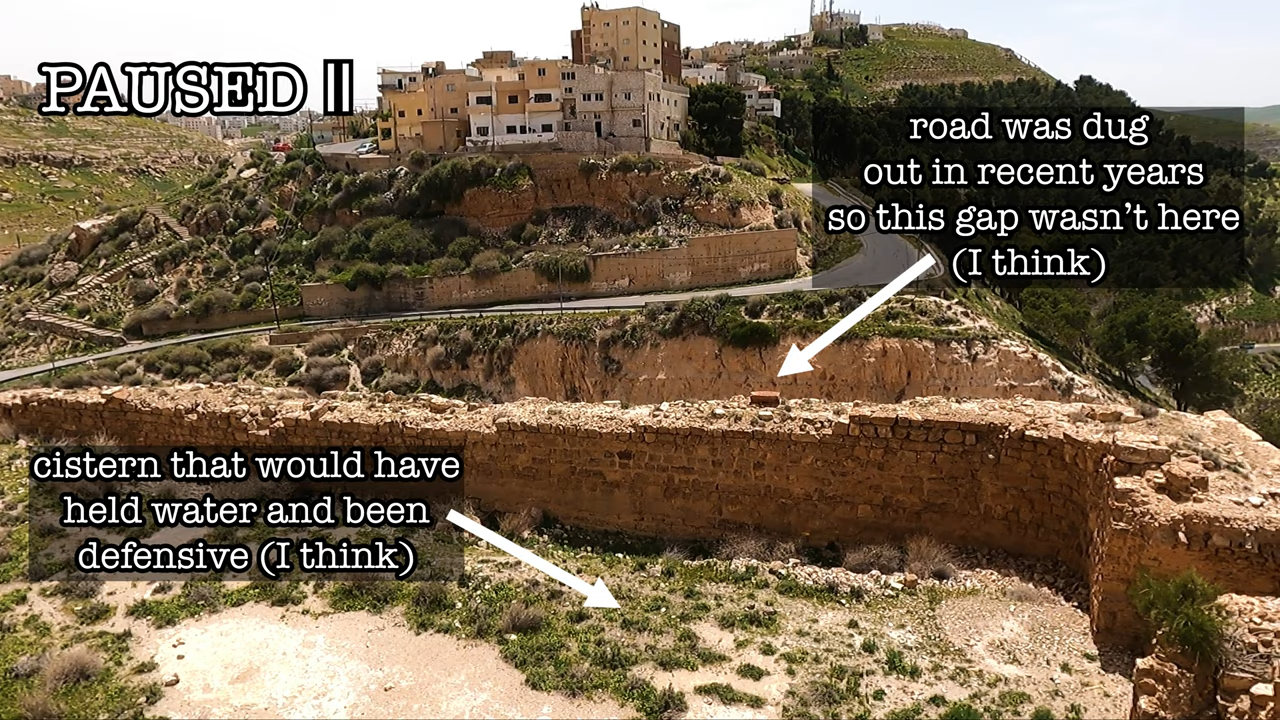 PAUSED ||
road was dug
out in recent years
so this gap wasn't here
(I think)
cistern that would have
held water and been
defensive (I think)